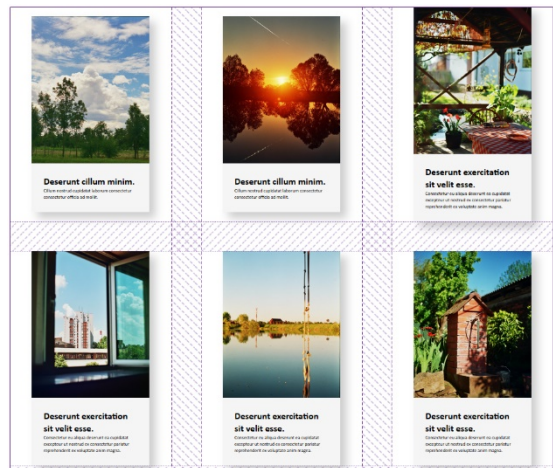 Deserunt cillum minim.
Cillum nostrud cupidatat laborum consectetur
consectetur officia ad mollit.
Deserunt cillum minim.
Cillum nostrud cupidatat laborum consectetur
consectetur officia ad mollit.
Deserunt exercitation
sit velit esse.
Consectetur eu aliqua deserunt ea cupidatat
excepteur ut nostrud ex consectetur pariatur
reprehenderit ex voluptate anim magna.
Deserunt exercitation
sit velit esse.
Consectetur eu aliqua deserunt ea cupidatat
excepteur ut nostrud ex consectetur pariatur
reprehenderit ex voluptate anim magna.
Deserunt exercitation
sit velit esse.
Consectetur eu aliqua deserunt ea cupidatat
excepteur ut nostrud ex consectetur pariatur
reprehenderit ex voluptate anim magna.
Deserunt exercitation
sit velit esse.
Consectetur eu aliqua deserunt ea cupidatat
excepteur ut nostrud ex consectetur pariatur
reprehenderit ex voluptate anim magna.